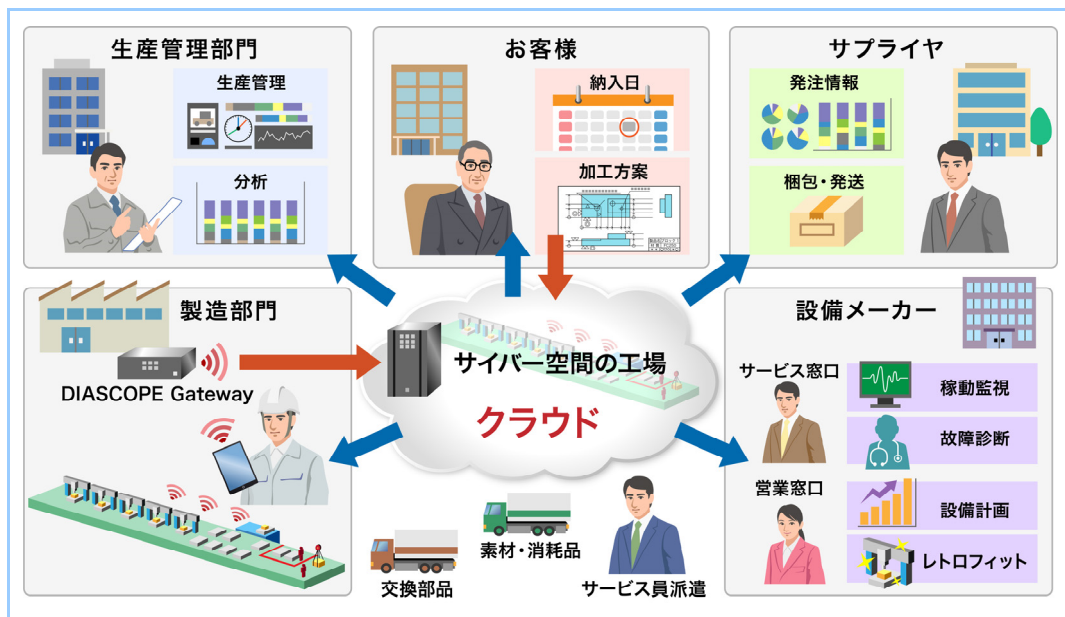 生産管理部門
生産管理
分析
お客様
納入日
加工方案
サプライヤ
発注情報
梱包・発送
製造部門
DIASCOPE Gateway
サイバー空間の工場
クラウド
設備メーカー
サービス窓口
稼動監視
故障診断
営業窓口
設備計画
レトロフィット
素材・消耗品
交換部品
サービス員派遣